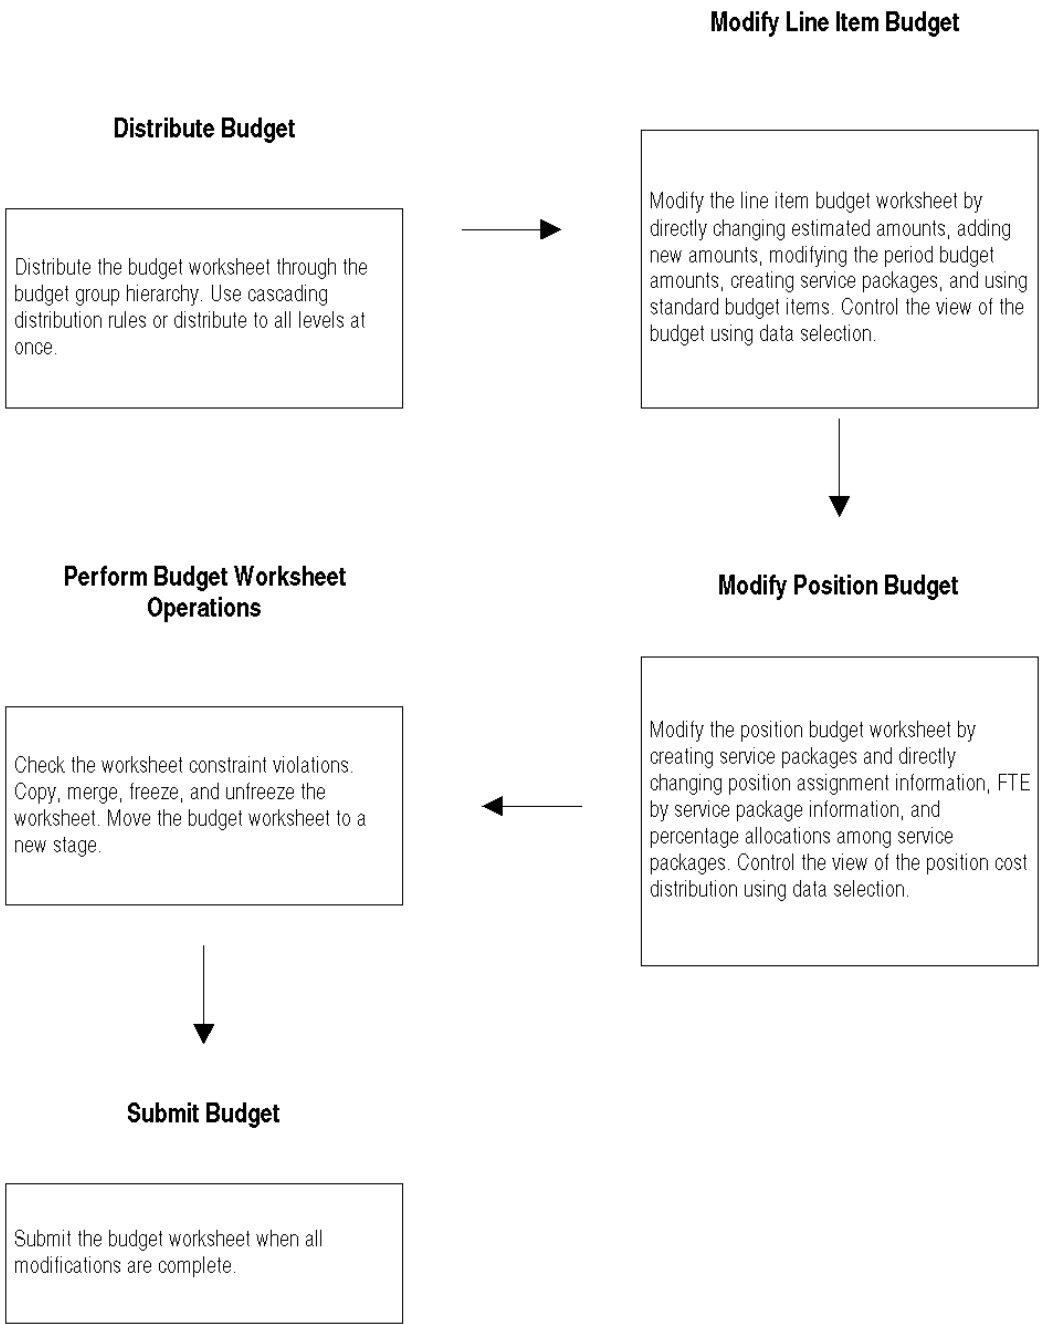 Distribute Budget
Distribute the budget worksheet through the
budget group hierarchy. Use cascading
distribution rules or distribute to all levels at
once.
Modify Line Item Budget
Modify the line item budget worksheet by
directly changing estimated amounts, adding
new amounts, modifying the period budget
amounts, creating service packages, and using
standard budget items. Control the view of the
budget using data selection.
Modify Position Budget
Modify the position budget worksheet by
creating service packages and directly
changing position assignment information, FTE
by service package information, and
percentage allocations among service
packages. Control the view of the position cost
distribution using data selection.
Perform Budget Worksheet
Operations
Check the worksheet constraint violations.
Copy, merge, freeze, and unfreeze the
worksheet. Move the budget worksheet to a
new stage.
Submit Budget
Submit the budget worksheet when all
modifications are complete.